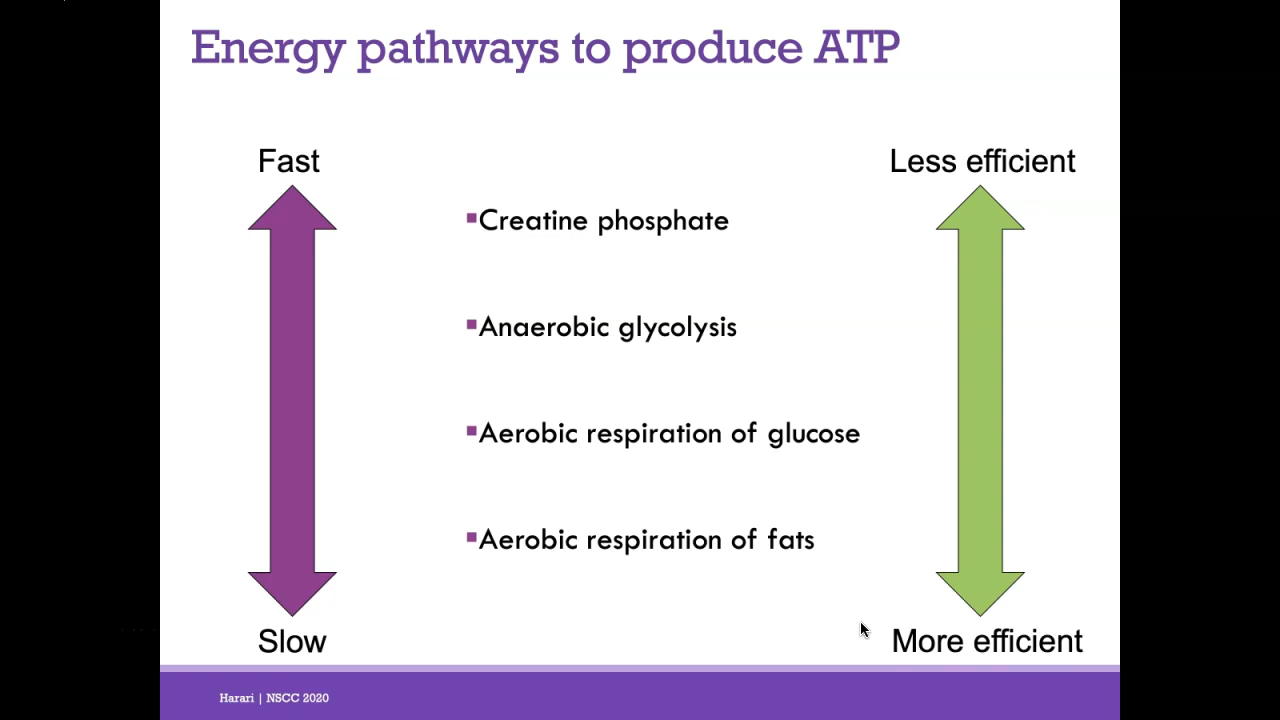 Energy pathways to produce ATP
Fast
Less efficient
Creatine phosphate
Anaerobic glycolysis
Aerobic respiration of glucose
Aerobic respiration of fats
Slow
More efficient
Harari | NSCC 2020